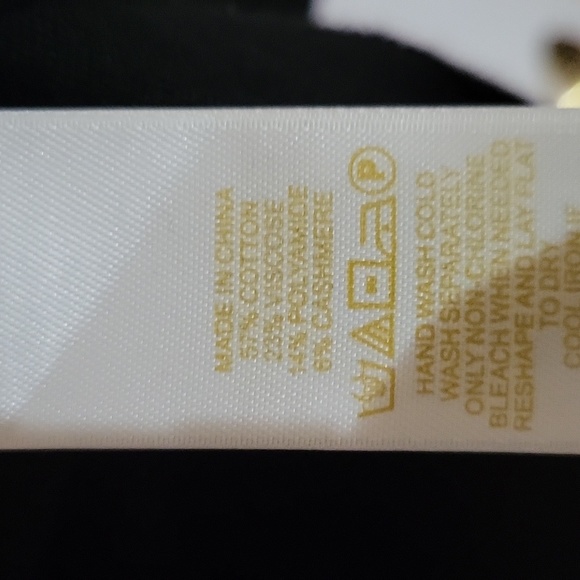 MADE IN CHINA
57% COTTON
23% VISCOSE
14% POLYAMIDE
6% CASHMERE
P
HAND WASH COLD
WASH SEPARATELY
ONLY NON-CHLORINE
BLEACH WHEN NEEDED
RESHAPE AND LAY FLAT
TO DRY
COOL IRON IF